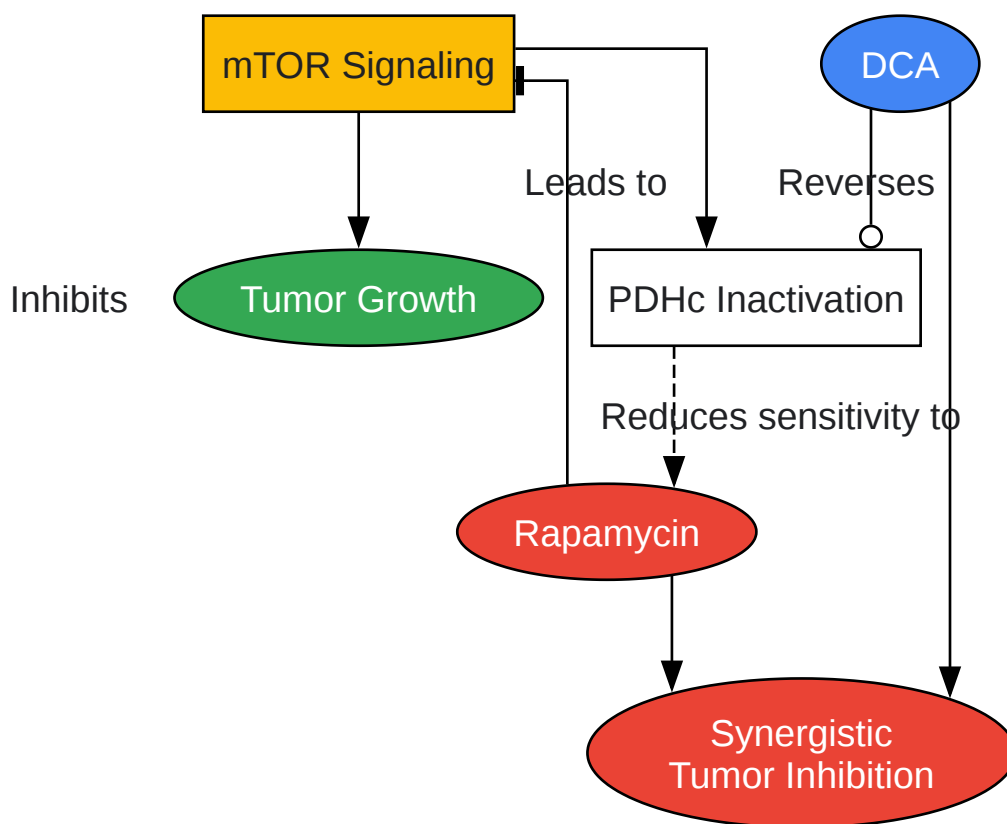 mTOR Signaling
DCA
Leads to
Reverses
Inhibits
Tumor Growth
PDHc Inactivation
Reduces sensitivity to
Rapamycin
Synergistic
Tumor Inhibition